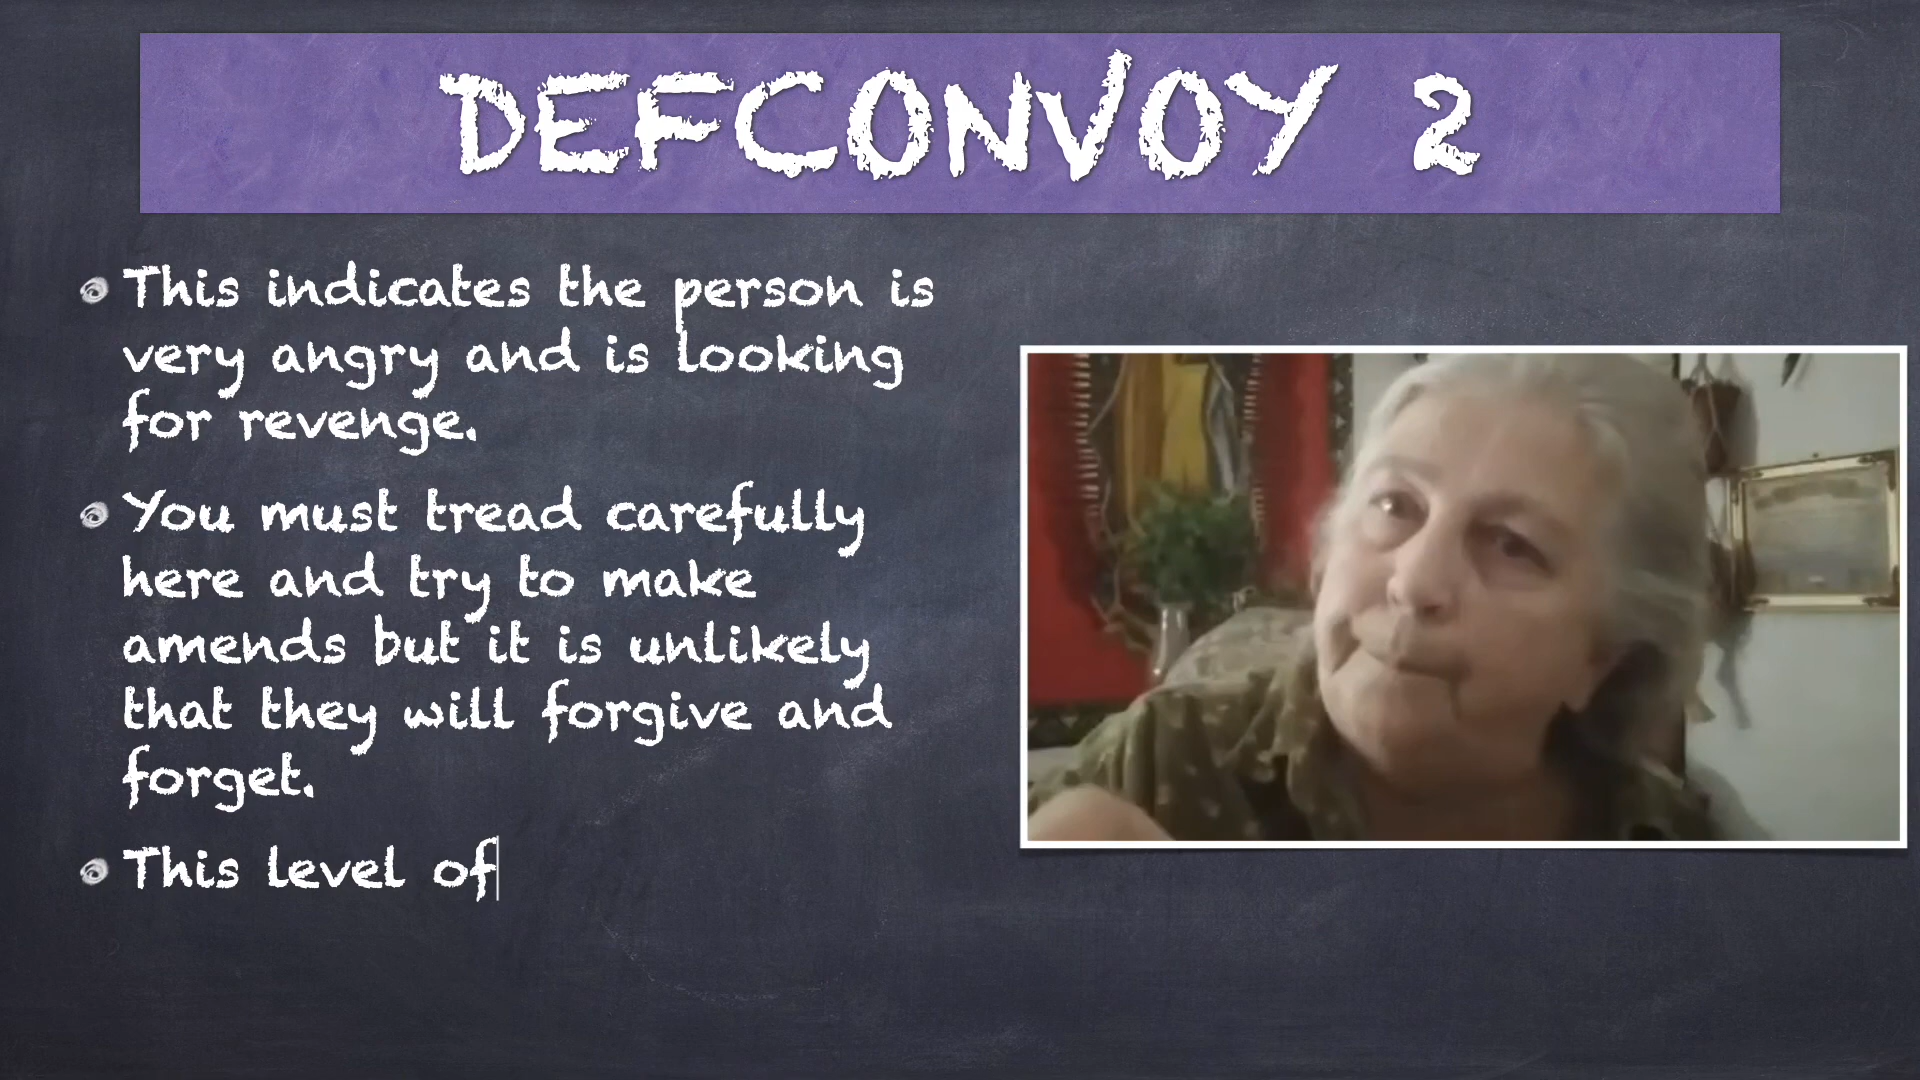 DEFCONVOY 2
This indicates the person is
very angry and is looking
for revenge.
You must tread carefully
here and try to make
amends but it is unlikely
that they will forgive and
forget.
This level of